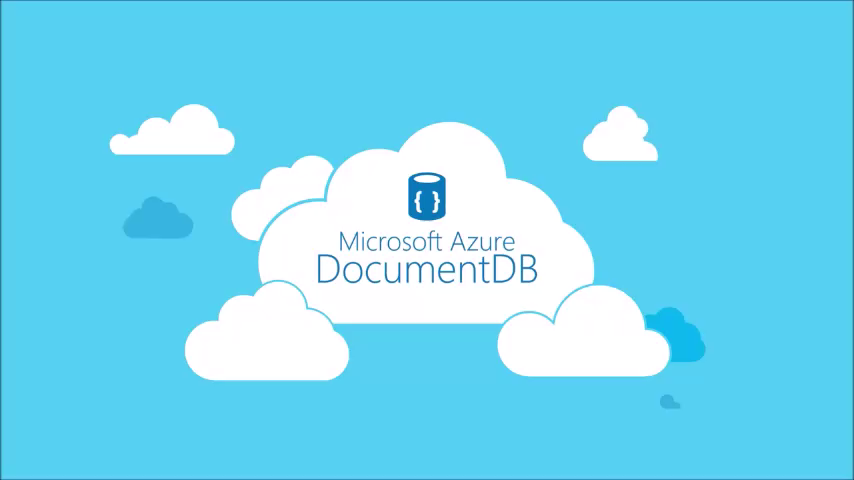 { }
Microsoft Azure
DocumentDB